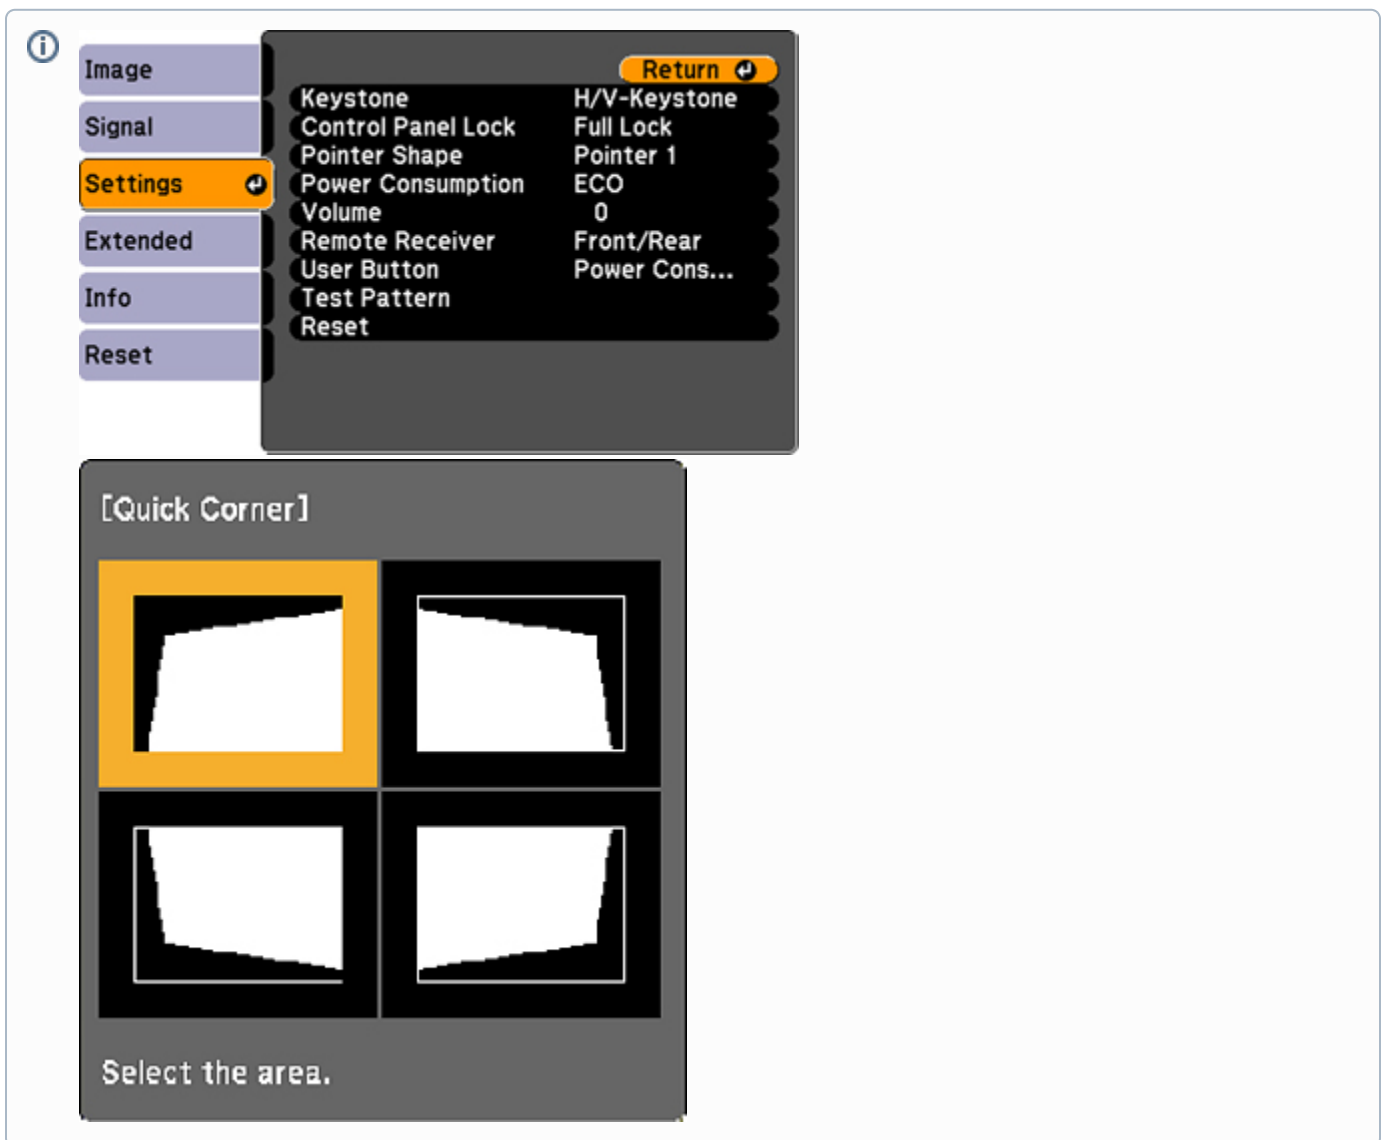 Image
Signal
Settings
Extended
Info
Reset
Return
Keystone H/V-Keystone
Control Panel Lock Full Lock
Pointer Shape Pointer 1
Power Consumption ECO
Volume 0
Remote Receiver Front/Rear
User Button Power Cons...
Test Pattern
Reset
[Quick Corner]
Select the area.